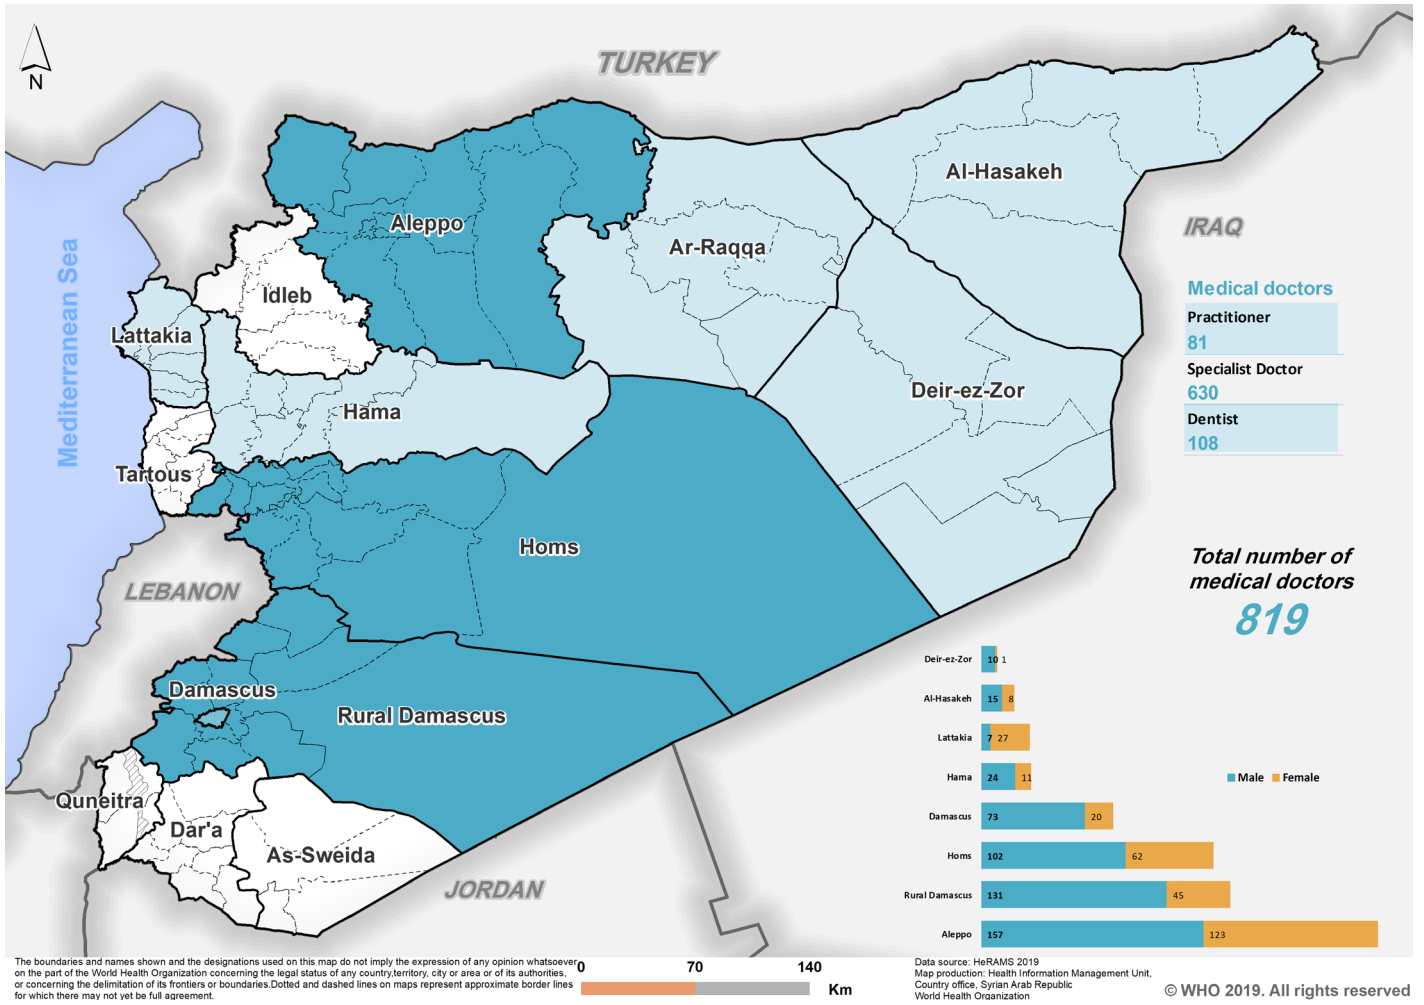 N
TURKEY
Al-Hasakeh
Aleppo
Ar-Raqqa
IRAQ
Mediterranean Sea
Idleb
Lattakia
Deir-ez-Zor
Hama
Tartous
Homs
LEBANON
Damascus
Rural Damascus
Quneitra
Dar'a
As-Sweida
JORDAN
Medical doctors
Practitioner
81
Specialist Doctor
630
Dentist
108
Total number of
medical doctors
819
Deir-ez-Zor 10 1
Al-Hasakeh 15 8
Lattakia 7 27
Hama 24 11
Male Female
Damascus 73 20
Homs 102 62
Rural Damascus 131 45
Aleppo 157 123
The boundaries and names shown and the designations used on this map do not imply the expression of any opinion whatsoever
on the part of the World Health Organization concerning the legal status of any country,territory, city or area or of its authorities,
or concerning the delimitation of its frontiers or boundaries.Dotted and dashed lines on maps represent approximate border lines
for which there may not yet be full agreement.
0 70 140
Km
Data source: HeRAMS 2019
Map production: Health Information Management Unit,
Country office, Syrian Arab Republic
World Health Organization
© WHO 2019. All rights reserved